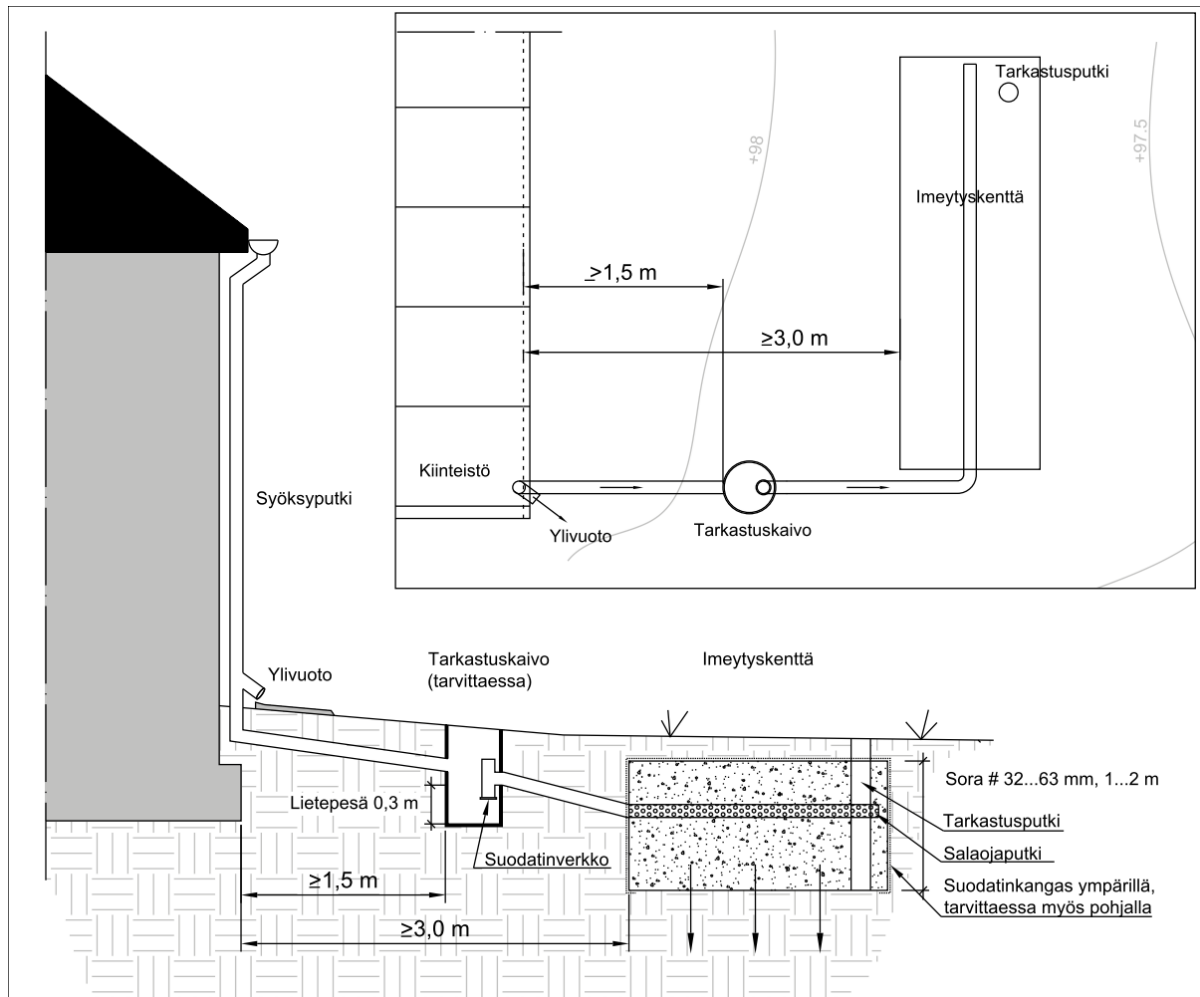 Tarkastusputki
+98
+97.5
Imeytyskenttä
≥1,5 m
≥3,0 m
Kiinteistö
Ylivuoto
Tarkastuskaivo
Syöksyputki
Ylivuoto
Tarkastuskaivo
(tarvittaessa)
Imeytyskenttä
Lietepesä 0,3 m
Suodatinverkko
≥1,5 m
≥3,0 m
Sora # 32...63 mm, 1...2 m
Tarkastusputki
Salaojaputki
Suodatinkangas ympärillä,
tarvittaessa myös pohjalla